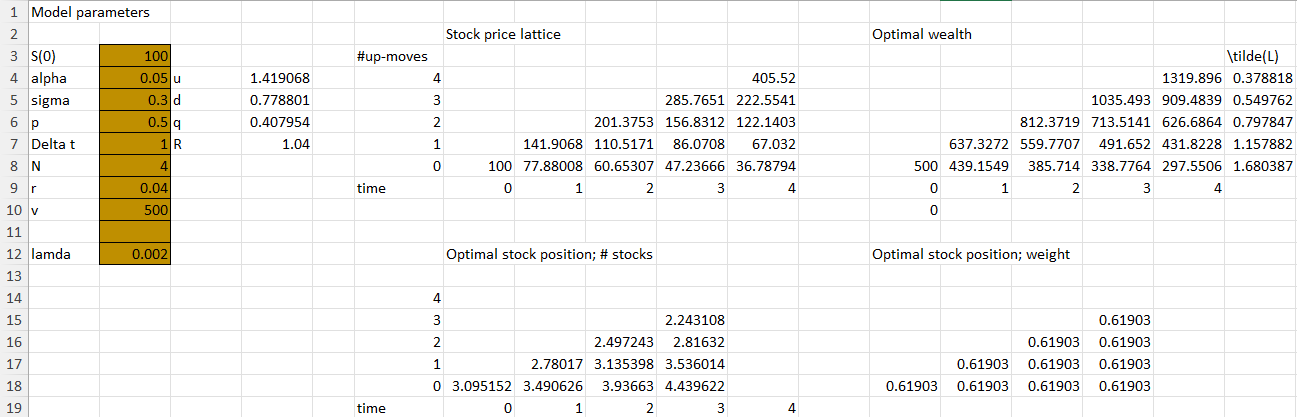 1 Model parameters
2 Stock price lattice Optimal wealth
3 S(0) 100 #up-moves \tilde(L)
4 alpha 0.05 u 1.419068 4 405.52 1319.896 0.378818
5 sigma 0.3 d 0.778801 3 285.7651 222.5541 1035.493 909.4839 0.549762
6 p 0.5 q 0.407954 2 201.3753 156.8312 122.1403 812.3719 713.5141 626.6864 0.797847
7 Delta t 1 R 1.04 1 141.9068 110.5171 86.0708 67.032 637.3272 559.7707 491.652 431.8228 1.157882
8 N 4 0 100 77.88008 60.65307 47.23666 36.78794 500 439.1549 385.714 338.7764 297.5506 1.680387
9 r 0.04 time 0 1 2 3 4 0 1 2 3 4
10 v 500 0
11
12 lamda 0.002 Optimal stock position; # stocks Optimal stock position; weight
13
14 4
15 3 2.243108 0.61903
16 2 2.497243 2.81632 0.61903 0.61903
17 1 2.78017 3.135398 3.536014 0.61903 0.61903 0.61903
18 0 3.095152 3.490626 3.93663 4.439622 0.61903 0.61903 0.61903 0.61903
19 time 0 1 2 3 4